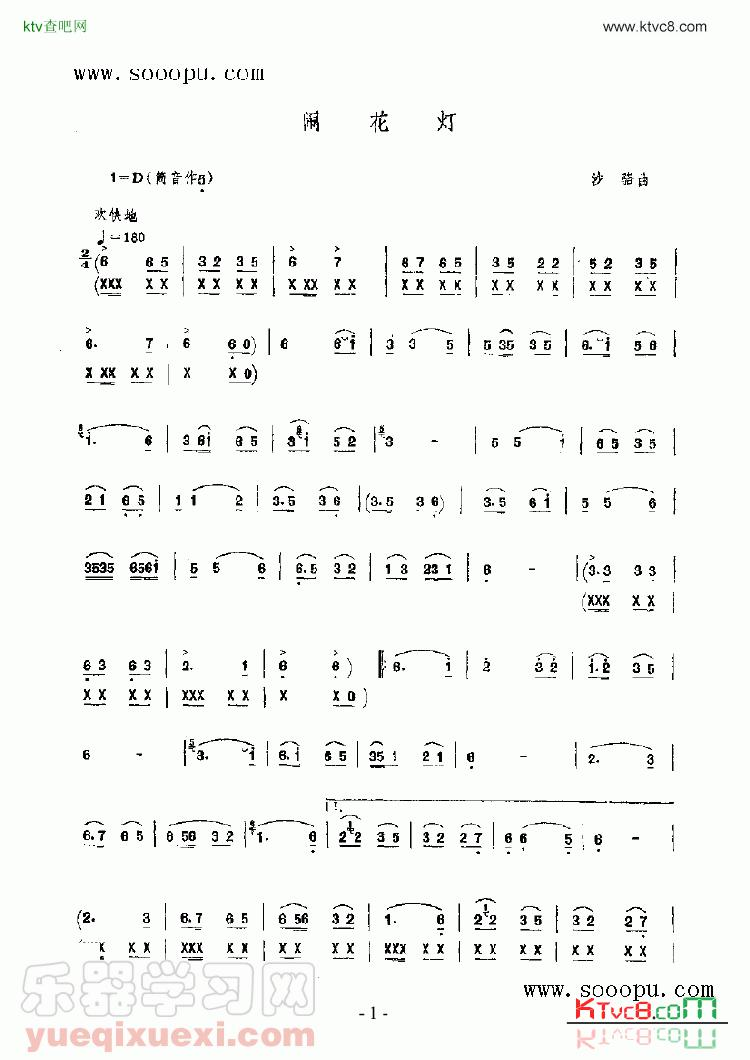 ktv查吧网
www.ktvc8.com
www.sooopu.com
闹 花 灯
1=D(筒音作5) 沙 骆曲
欢快地
♩=180
2/4 (6 6 5 | 3 2 3 5 | 6 7 | 6 7 6 5 | 3 5 2 2 | 5 2 3 5 |
(XXX X X | X X X X | X XX X X | X X X X | X X X X | X X X X |
6. 7 | 6 6 0) | 6 6 1 | 3 3 5 | 5 35 3 5 | 6. 1 5 6 |
X XX X X | X X 0)
1. 6 | 3 61 6 5 | 3 1 5 2 | 3 - | 5 5 1 | 6 5 3 5 |
2 1 6 5 | 1 1 2 | 3.5 3 6 | (3.5 3 6) | 3.5 6 1 | 5 5 6 |
3535 6561 | 5 5 6 | 6.5 3 2 | 1 3 23 1 | 6 - | (3.3 3 3 |
(XXX X X |
6 3 6 3 | 2. 1 | 6 6 ) ‖: 6. 1 | 2 3 2 | 1.2 3 5 |
X X X X | XXX X X | X X 0)
6 - | 3. 1 | 6.1 6 5 | 35 1 2 1 | 6 - | 2. 3 |
1.
6.7 6 5 | 6 56 3 2 | 1. 6 | 2 2 3 5 | 3 2 2 7 | 6 6 5 | 6 - |
(2. 3 | 6.7 6 5 | 6 56 3 2 | 1. 6 | 2 2 3 5 | 3 2 2 7 |
X X X | XXX X X | X X X X | XXX X X | X X X X | X X X X |
www.sooopu.com
乐器学习网
yueqixuexi.com
- 1 -
KTvc8.com